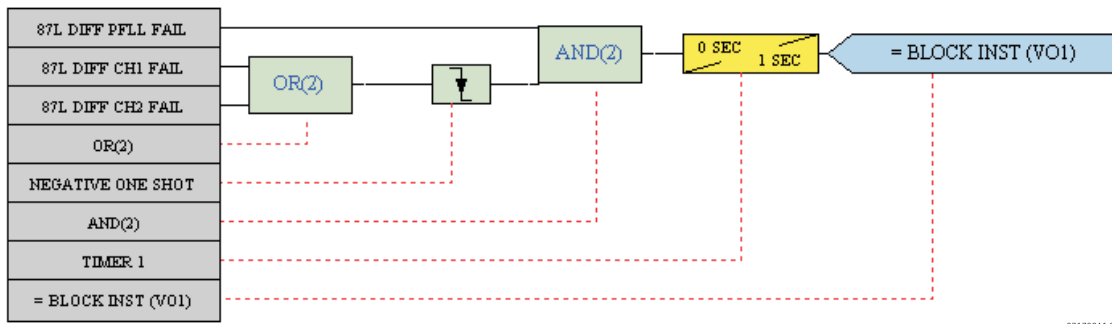 87L DIFF PFLL FAIL
87L DIFF CH1 FAIL
87L DIFF CH2 FAIL
OR(2)
NEGATIVE ONE SHOT
AND(2)
TIMER 1
= BLOCK INST (VO1)
OR(2)
AND(2)
0 SEC
1 SEC
= BLOCK INST (VO1)